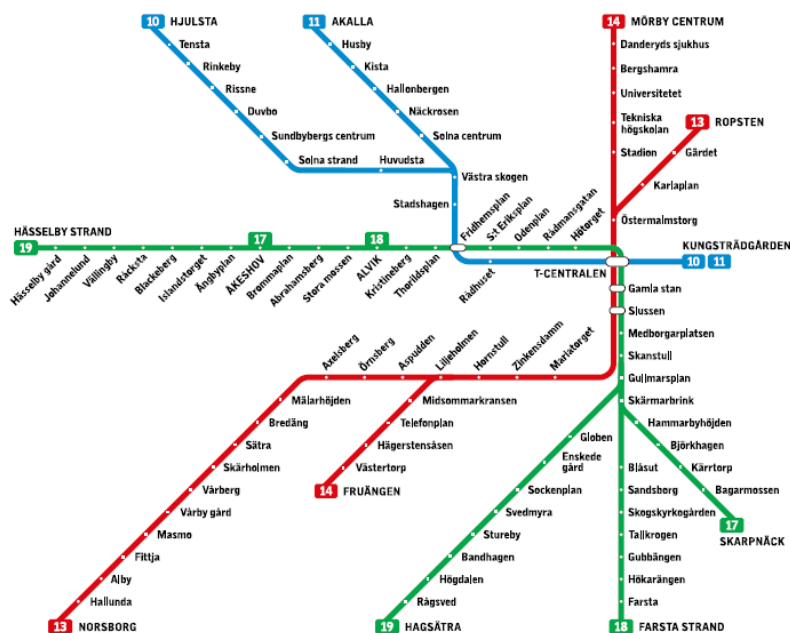 10 HJULSTA
Tensta
Rinkeby
Rissne
Duvbo
Sundbybergs centrum
Solna strand
Huvudsta
11 AKALLA
Husby
Kista
Hallonbergen
Näckrosen
Solna centrum
Västra skogen
Stadshagen
14 MÖRBY CENTRUM
Danderyds sjukhus
Bergshamra
Universitetet
Tekniska
högskolan
Stadion
13 ROPSTEN
Gärdet
Karlaplan
Östermalmstorg
HÄSSELBY STRAND
19
Hässelby gård
Johannelund
Vällingby
Råcksta
Blackeberg
Islandstorget
Ängbyplan
17
ÅKESHOV
Brommaplan
Abrahamsberg
Stora mossen
18
ALVIK
Kristineberg
Thorildsplan
Fridhemsplan
S:t Eriksplan
Odenplan
Rådmansgatan
Hötorget
Rådhuset
T-CENTRALEN
KUNGSTRÄDGÅRDEN
10 11
Gamla stan
Slussen
Medborgarplatsen
Skanstull
Gullmarsplan
Skärmarbrink
Axelsberg
Örnsberg
Aspudden
Liljeholmen
Hornstull
Zinkensdamm
Mariatorget
Mälarhöjden
Bredäng
Sätra
Skärholmen
Vårberg
Vårby gård
Masmo
Fittja
Alby
Hallunda
13 NORSBORG
Midsommarkransen
Telefonplan
Hägerstensåsen
Västertorp
14 FRUÄNGEN
Globen
Enskede
gård
Sockenplan
Svedmyra
Stureby
Bandhagen
Högdalen
Rågsved
19 HAGSÄTRA
Hammarbyhöjden
Björkhagen
Kärrtorp
Bagarmossen
17
SKARPNÄCK
Blåsut
Sandsborg
Skogskyrkogården
Tallkrogen
Gubbängen
Hökarängen
Farsta
18 FARSTA STRAND